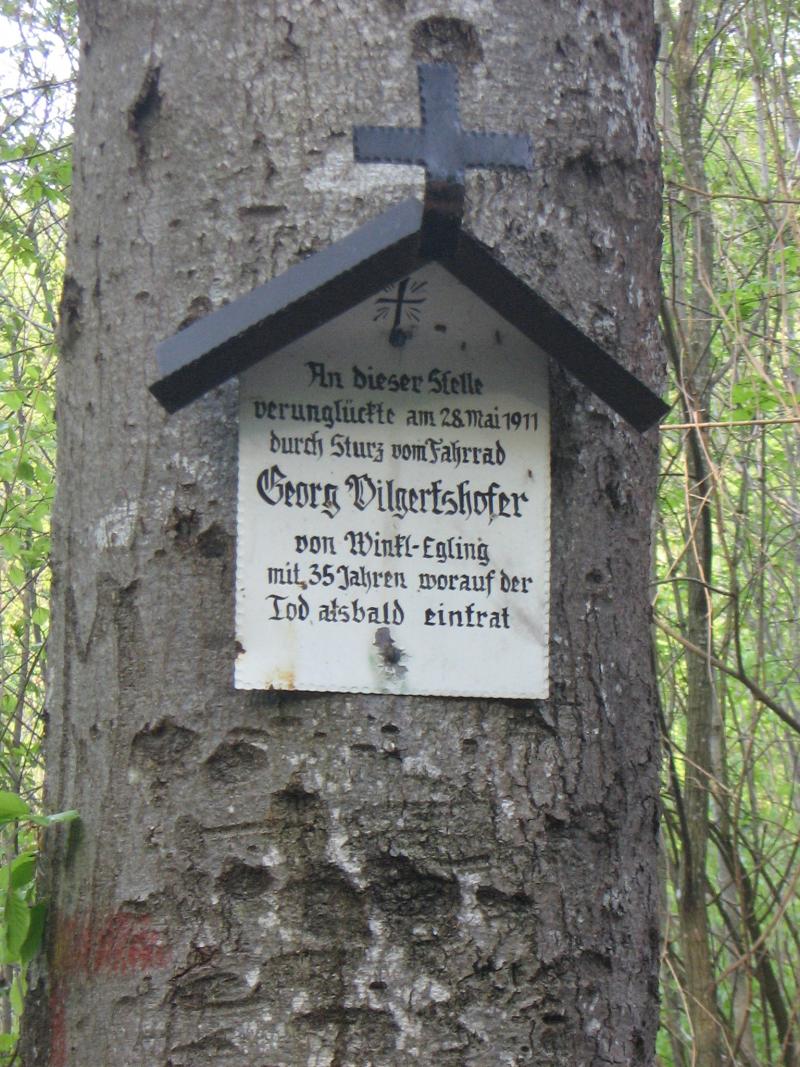 An dieser Stelle
verunglückte am 28. Mai 1911
durch Sturz vom Fahrrad
Georg Pilgertshofer
von Winkl-Egling
mit 35 Jahren worauf der
Tod alsbald eintrat